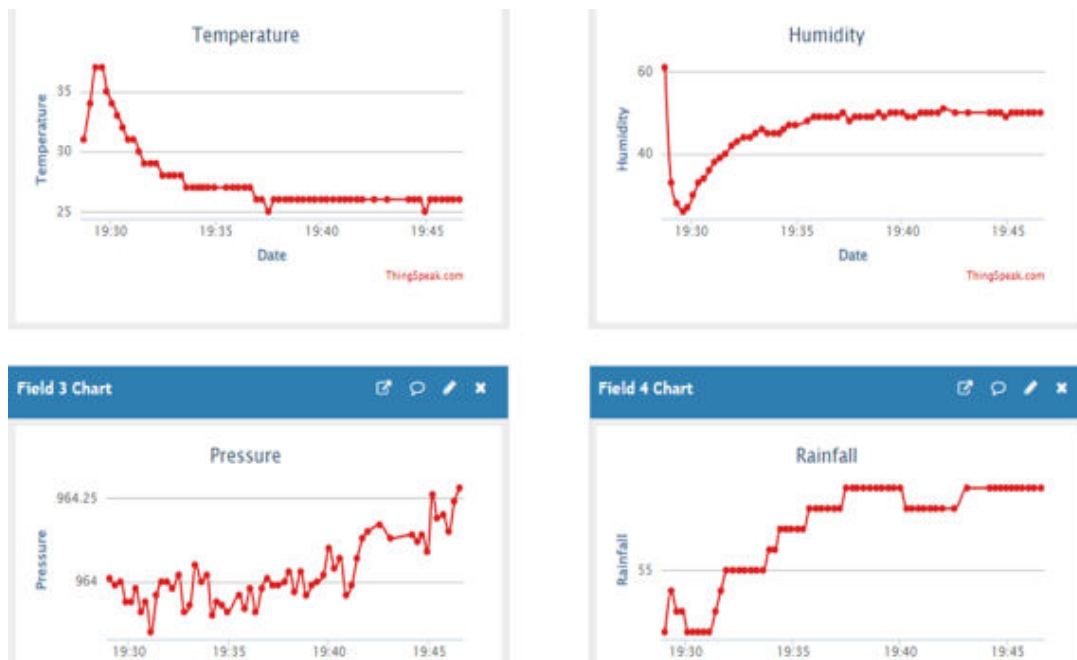 Temperature
Temperature
35
30
25
19:30 19:35 19:40 19:45
Date
ThingSpeak.com
Humidity
Humidity
60
40
19:30 19:35 19:40 19:45
Date
ThingSpeak.com
Field 3 Chart
Pressure
Pressure
964.25
964
19:30 19:35 19:40 19:45
Field 4 Chart
Rainfall
Rainfall
55
19:30 19:35 19:40 19:45